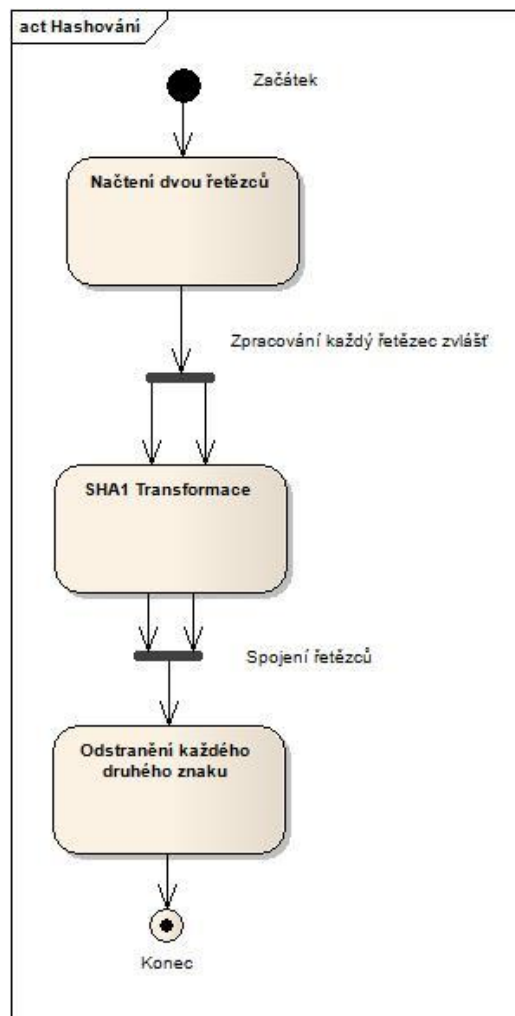 act Hashování
Začátek
Načtení dvou řetězců
Zpracování každý řetězec zvlášť
SHA1 Transformace
Spojení řetězců
Odstranění každého
druhého znaku
Konec